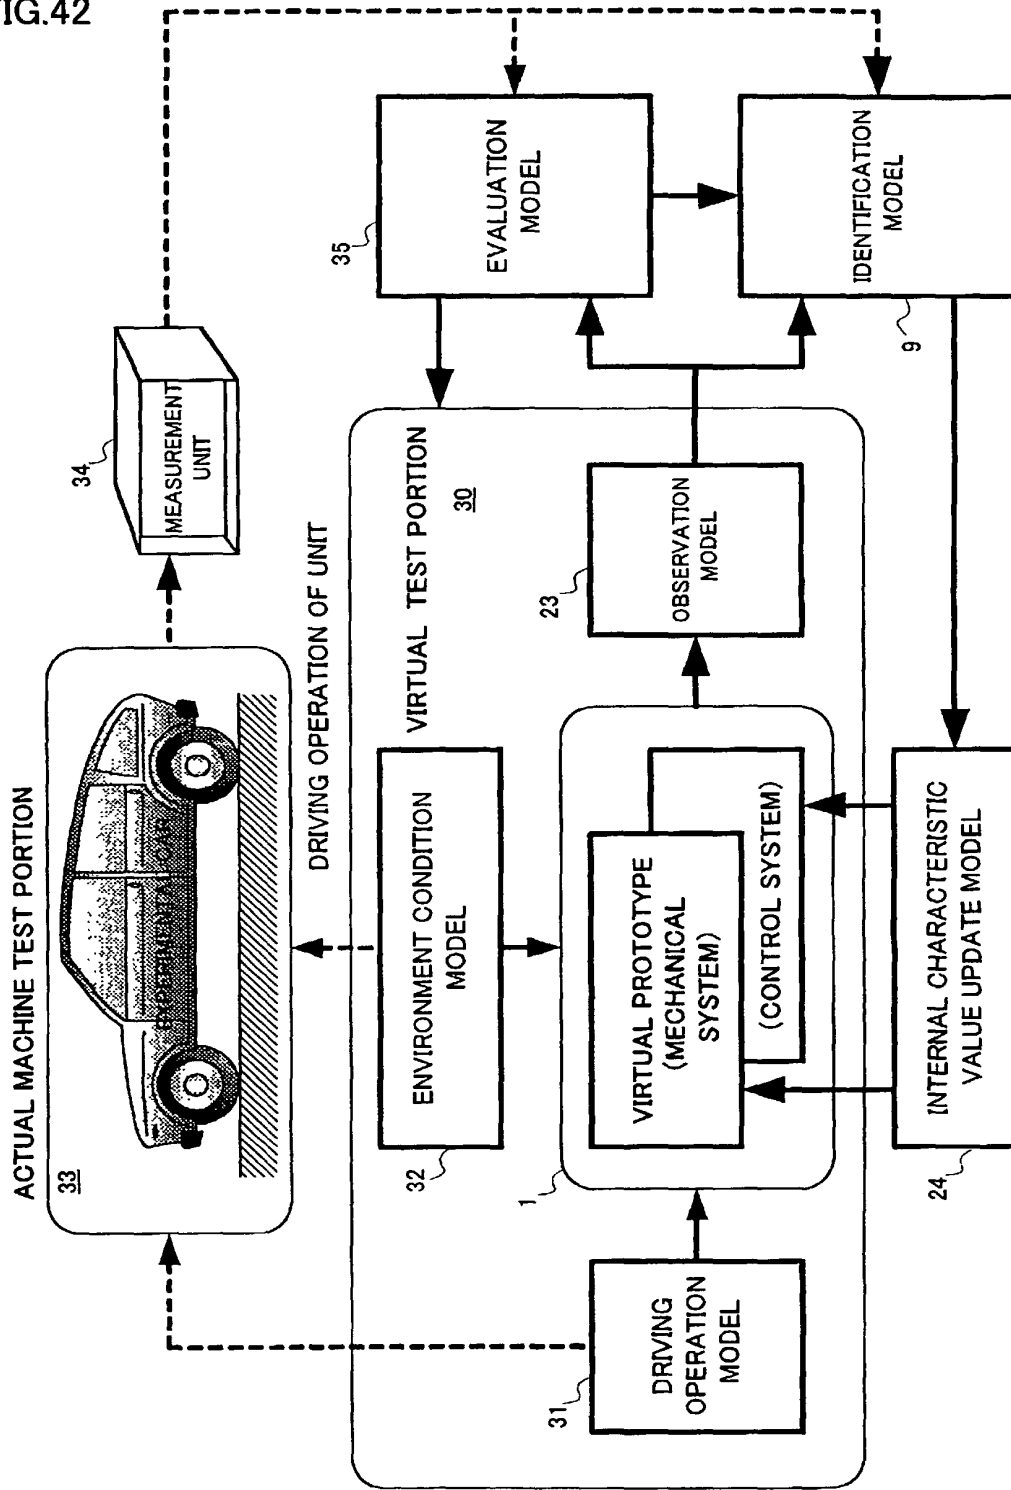 FIG.42
ACTUAL MACHINE TEST PORTION
33
EXPERIMENTAL CAR
34
MEASUREMENT
UNIT
DRIVING OPERATION OF UNIT
VIRTUAL TEST PORTION
30
ENVIRONMENT CONDITION
MODEL
32
31
DRIVING
OPERATION
MODEL
1
VIRTUAL PROTOTYPE
(MECHANICAL
SYSTEM)
(CONTROL SYSTEM)
23
OBSERVATION
MODEL
35
EVALUATION
MODEL
IDENTIFICATION
MODEL
9
INTERNAL CHARACTERISTIC
VALUE UPDATE MODEL
24